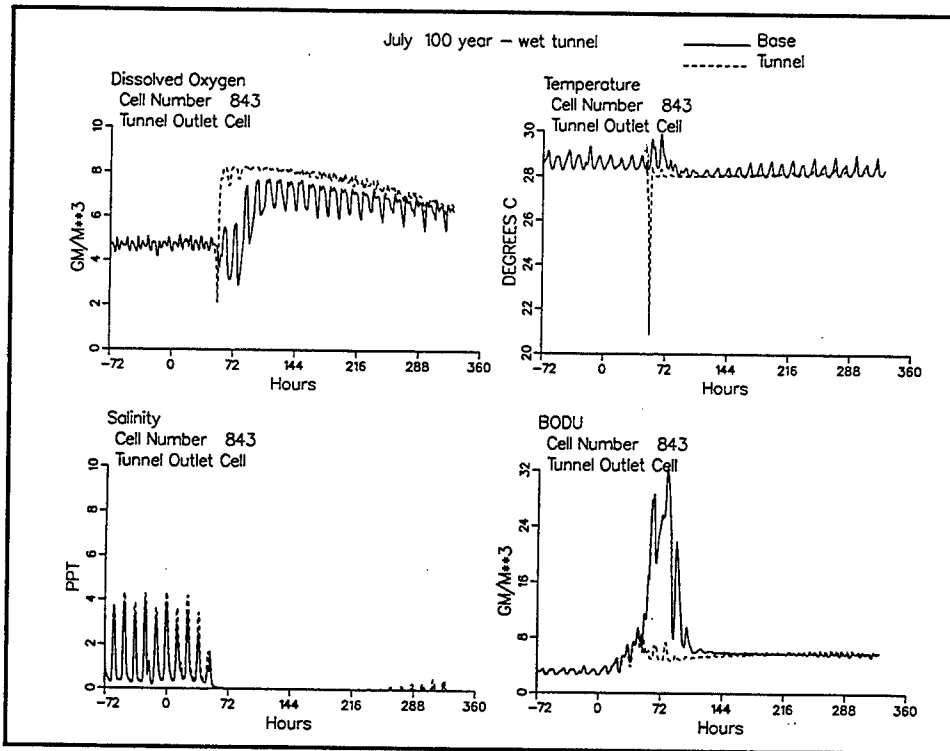 July 100 year - wet tunnel
Base
Tunnel
Dissolved Oxygen
Cell Number 843
Tunnel Outlet Cell
GM/M**3
10
8
6
4
2
0
-72 0 72 144 216 288 360
Hours
Temperature
Cell Number 843
Tunnel Outlet Cell
DEGREES C
30
28
26
24
22
20
-72 0 72 144 216 288 360
Hours
Salinity
Cell Number 843
Tunnel Outlet Cell
PPT
10
8
6
4
2
0
-72 0 72 144 216 288 360
Hours
BODU
Cell Number 843
Tunnel Outlet Cell
GM/M**3
32
24
16
8
0
-72 0 72 144 216 288 360
Hours